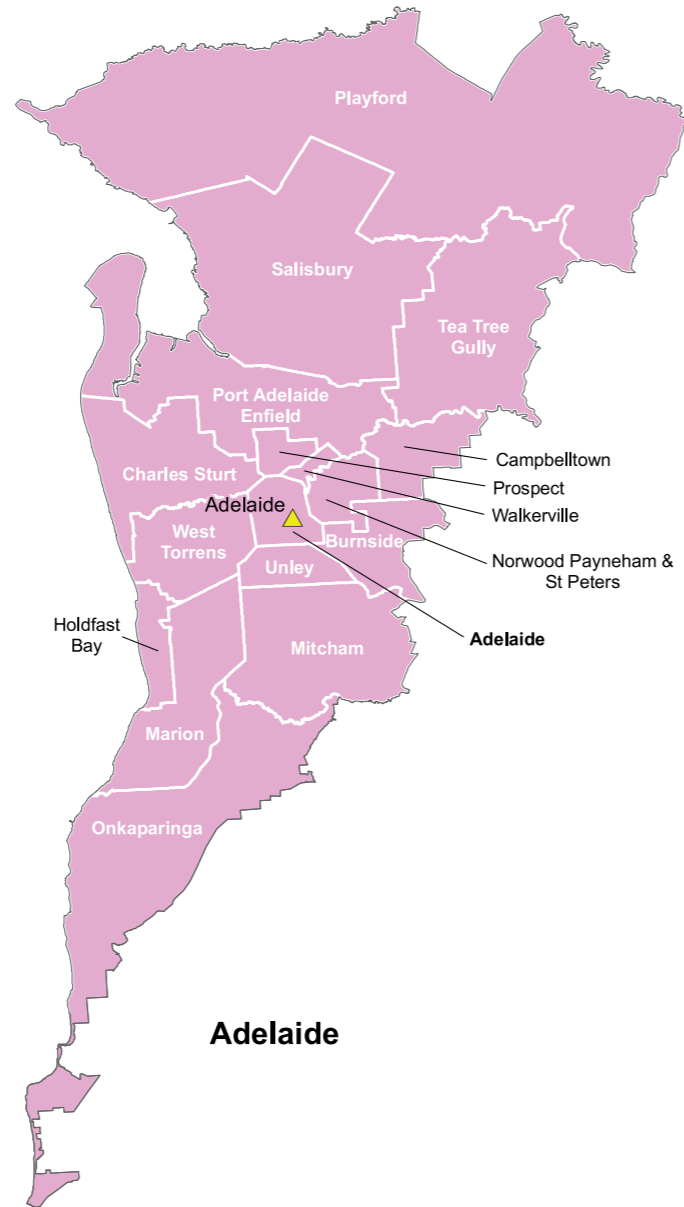 Playford
Salisbury
Tea Tree
Gully
Port Adelaide
Enfield
Campbelltown
Charles Sturt
Prospect
Adelaide
Walkerville
West
Torrens
Burnside
Norwood Payneham &
St Peters
Unley
Holdfast
Bay
Adelaide
Mitcham
Marion
Onkaparinga
Adelaide